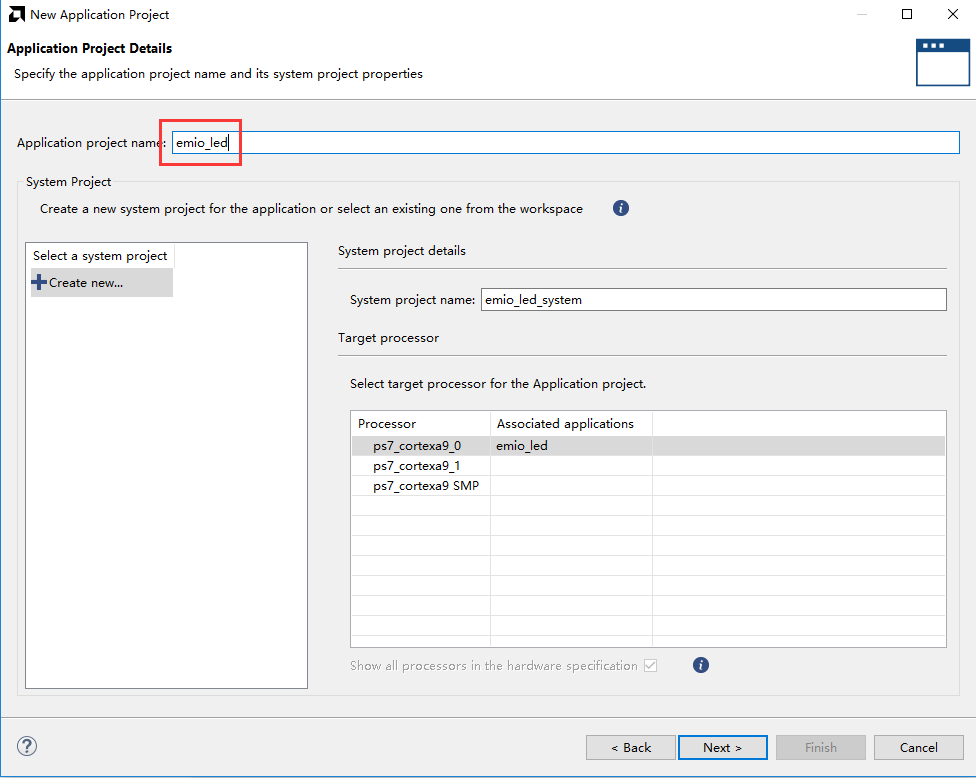 New Application Project
Application Project Details
Specify the application project name and its system project properties
Application project name: emio_led
System Project
Create a new system project for the application or select an existing one from the workspace
Select a system project
Create new...
System project details
System project name: emio_led_system
Target processor
Select target processor for the Application project.
Processor Associated applications
ps7_cortexa9_0 emio_led
ps7_cortexa9_1
ps7_cortexa9 SMP
Show all processors in the hardware specification
< Back Next > Finish Cancel